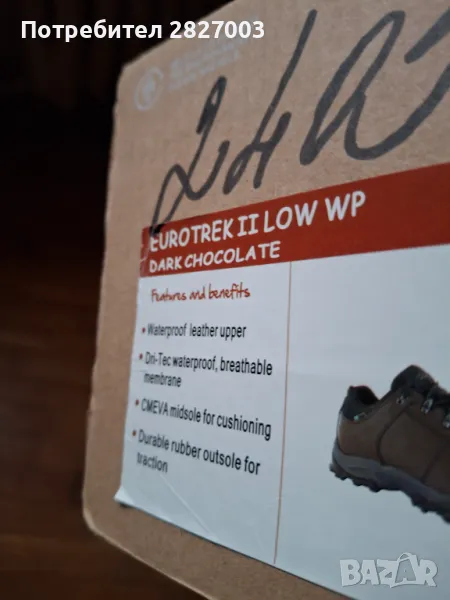 Потребител 2827003
EUROTREK II LOW WP
DARK CHOCOLATE
Features and benefits
• Waterproof leather upper
• Dri-Tec waterproof, breathable
membrane
• CMEVA midsole for cushioning
• Durable rubber outsole for
traction
BAZAR